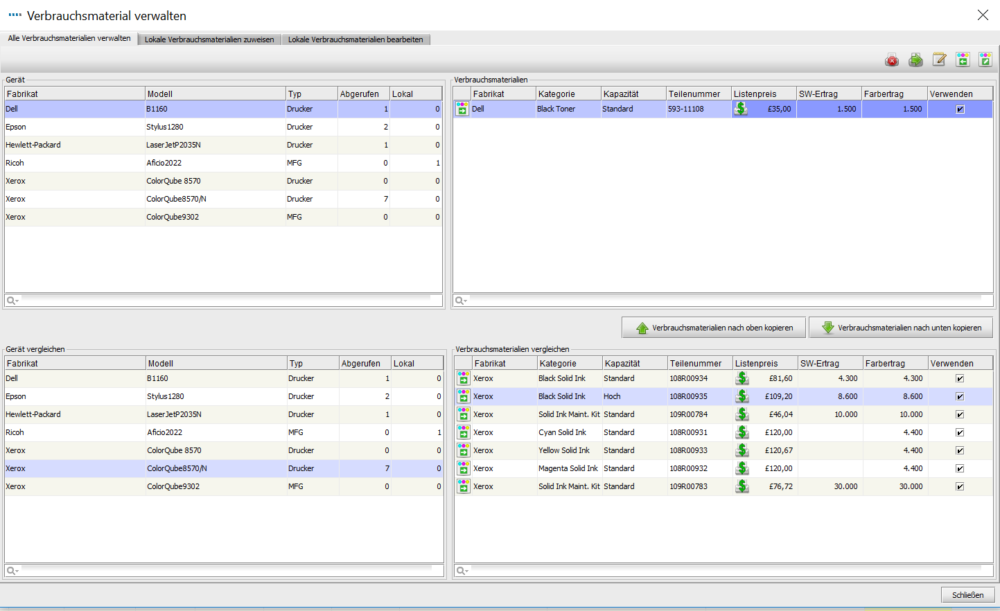 Verbrauchsmaterial verwalten
Alle Verbrauchsmaterialien verwalten Lokale Verbrauchsmaterialien zuweisen Lokale Verbrauchsmaterialien bearbeiten
Gerät
Fabrikat Modell Typ Abgerufen Lokal
Dell B1160 Drucker 1 0
Epson Stylus1280 Drucker 2 0
Hewlett-Packard LaserJetP2035N Drucker 1 0
Ricoh Aficio2022 MFG 0 1
Xerox ColorQube 8570 Drucker 0 0
Xerox ColorQube8570/N Drucker 7 0
Xerox ColorQube9302 MFG 0 0
Verbrauchsmaterialien
Fabrikat Kategorie Kapazität Teilenummer Listenpreis SW-Ertrag Farbertrag Verwenden
Dell Black Toner Standard 593-11108 £35,00 1.500 1.500
Verbrauchsmaterialien nach oben kopieren Verbrauchsmaterialien nach unten kopieren
Gerät vergleichen
Fabrikat Modell Typ Abgerufen Lokal
Dell B1160 Drucker 1 0
Epson Stylus1280 Drucker 2 0
Hewlett-Packard LaserJetP2035N Drucker 1 0
Ricoh Aficio2022 MFG 0 1
Xerox ColorQube 8570 Drucker 0 0
Xerox ColorQube8570/N Drucker 7 0
Xerox ColorQube9302 MFG 0 0
Verbrauchsmaterialien vergleichen
Fabrikat Kategorie Kapazität Teilenummer Listenpreis SW-Ertrag Farbertrag Verwenden
Xerox Black Solid Ink Standard 108R00934 £81,60 4.300 4.300
Xerox Black Solid Ink Hoch 108R00935 £109,20 8.600 8.600
Xerox Solid Ink Maint. Kit Standard 109R00784 £46,04 10.000 10.000
Xerox Cyan Solid Ink Standard 108R00931 £120,00 4.400
Xerox Yellow Solid Ink Standard 108R00933 £120,67 4.400
Xerox Magenta Solid Ink Standard 108R00932 £120,00 4.400
Xerox Solid Ink Maint. Kit Standard 109R00783 £76,72 30.000 30.000
Schließen